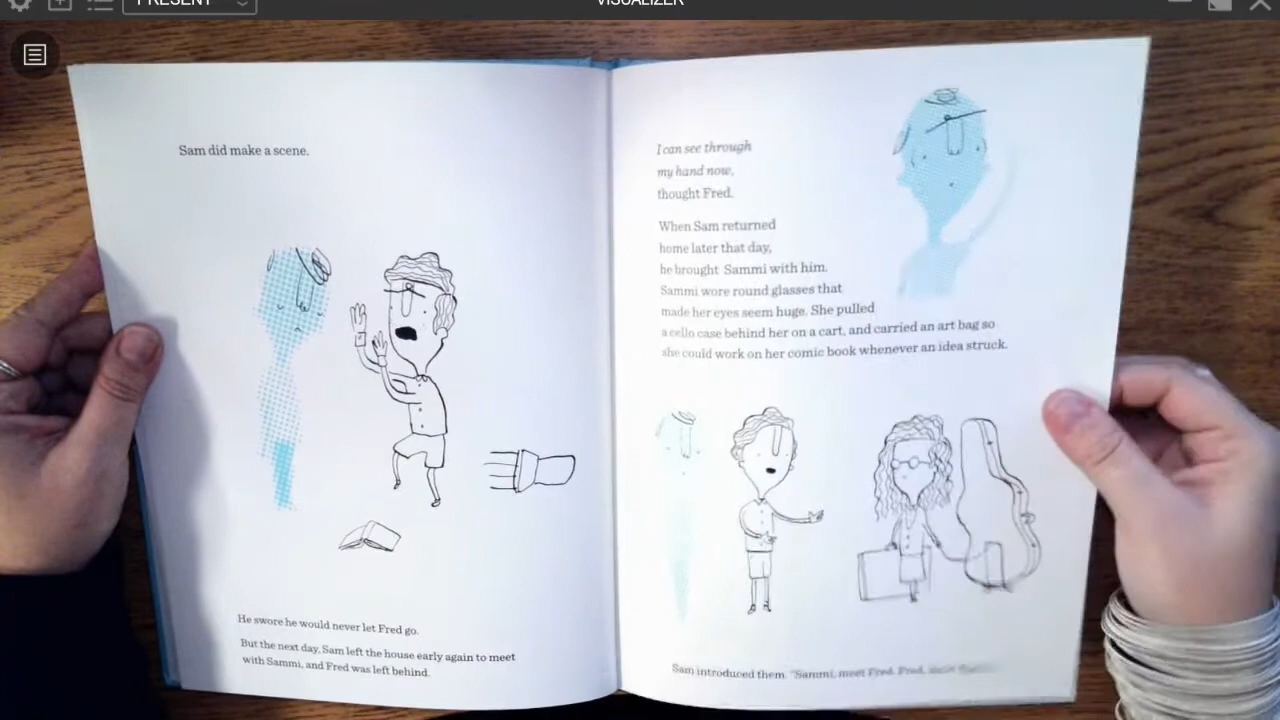 PRESENT
VISUALIZER
Sam did make a scene.
He swore he would never let Fred go.
But the next day, Sam left the house early again to meet
with Sammi, and Fred was left behind.
I can see through
my hand now,
thought Fred.
When Sam returned
home later that day,
he brought Sammi with him.
Sammi wore round glasses that
made her eyes seem huge. She pulled
a cello case behind her on a cart, and carried an art bag so
she could work on her comic book whenever an idea struck.
Sam introduced them. "Sammi, meet Fred. Fred,